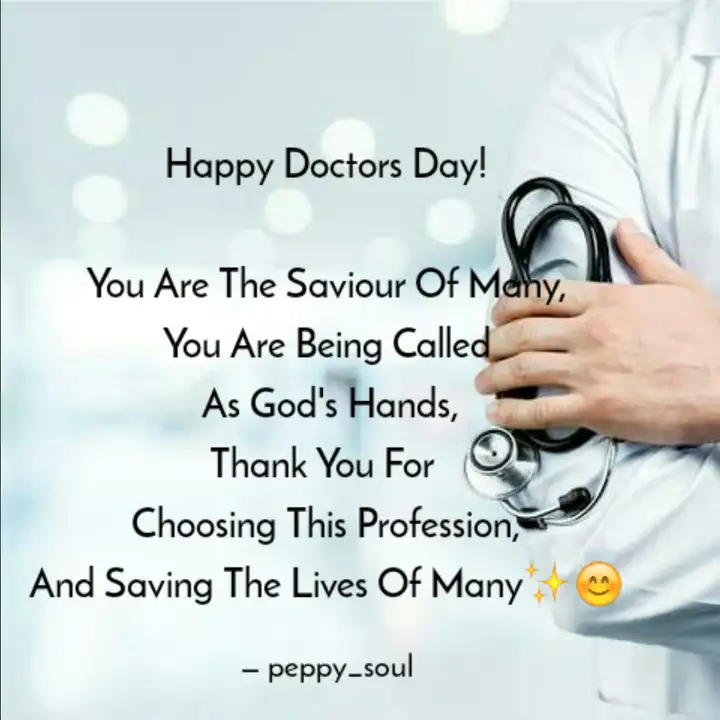 Happy Doctors Day!
You Are The Saviour Of Many,
You Are Being Called
As God's Hands,
Thank You For
Choosing This Profession,
And Saving The Lives Of Many✨😊
– peppy_soul